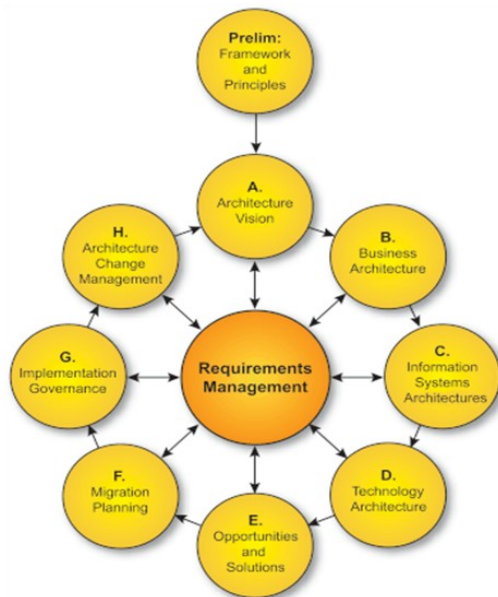 Prelim:
Framework
and
Principles
A.
Architecture
Vision
B.
Business
Architecture
C.
Information
Systems
Architectures
D.
Technology
Architecture
E.
Opportunities
and
Solutions
F.
Migration
Planning
G.
Implementation
Governance
H.
Architecture
Change
Management
Requirements
Management